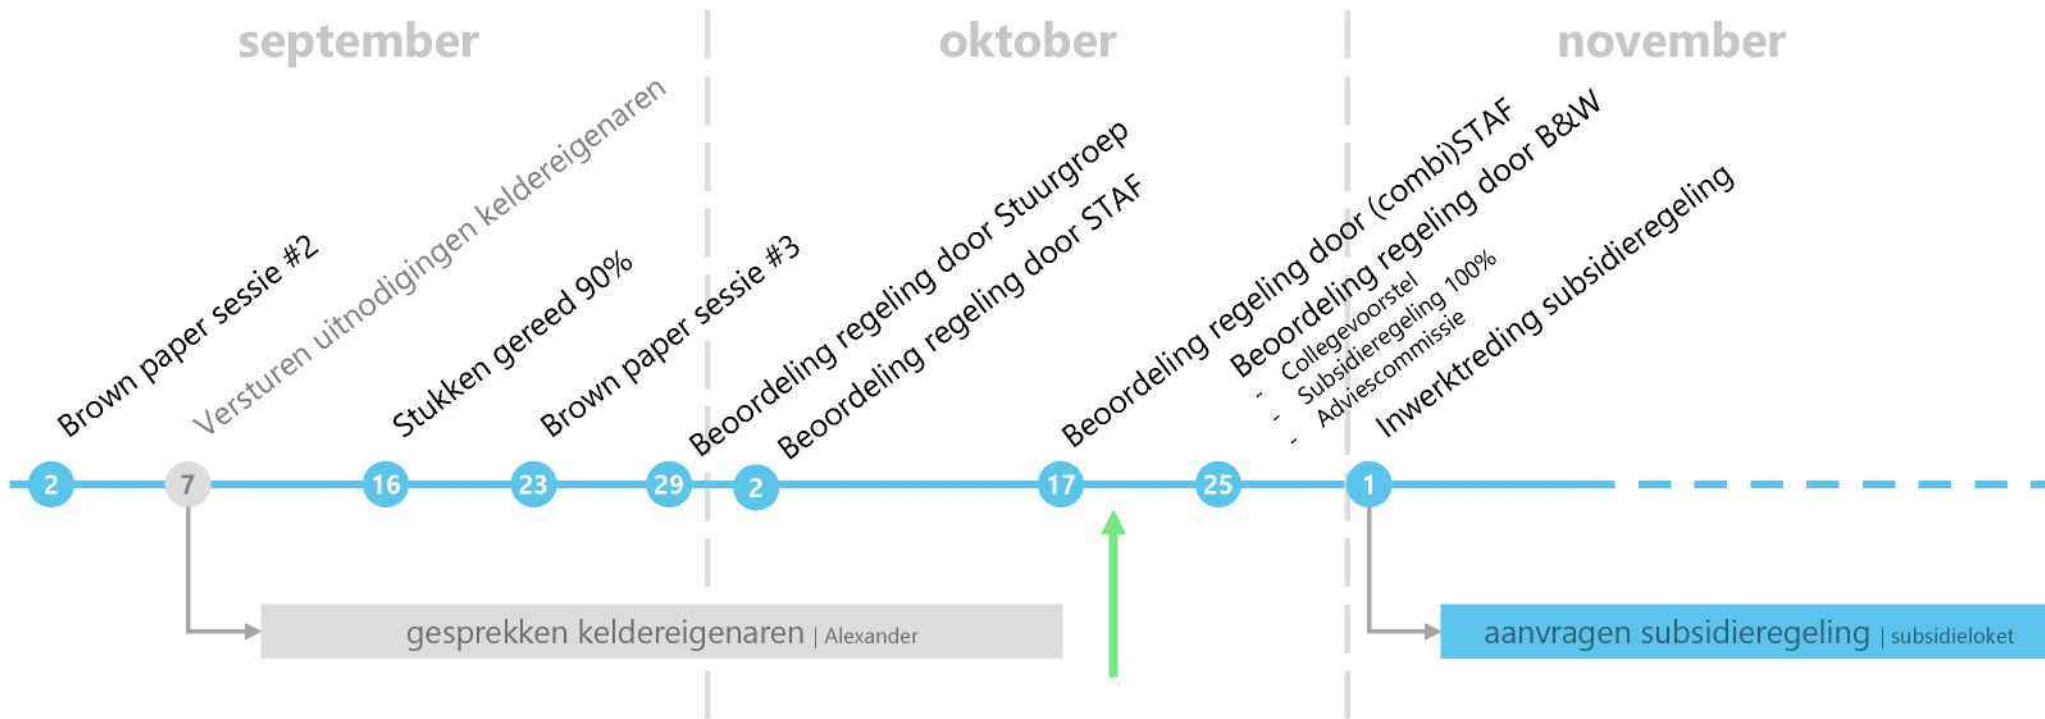 september
oktober
november
Brown paper sessie #2
Versturen uitnodigingen keldereigenaren
Stukken gereed 90%
Brown paper sessie #3
Beoordeling regeling door Stuurgroep
Beoordeling regeling door STAF
Beoordeling regeling door (combi)STAF
Beoordeling regeling door B&W
- Collegevoorstel
- Subsidieregeling 100%
- Adviescommissie
Inwerktreding subsidieregeling
2
7
16
23
29
2
17
25
1
gesprekken keldereigenaren | Alexander
aanvragen subsidieregeling | subsidieloket